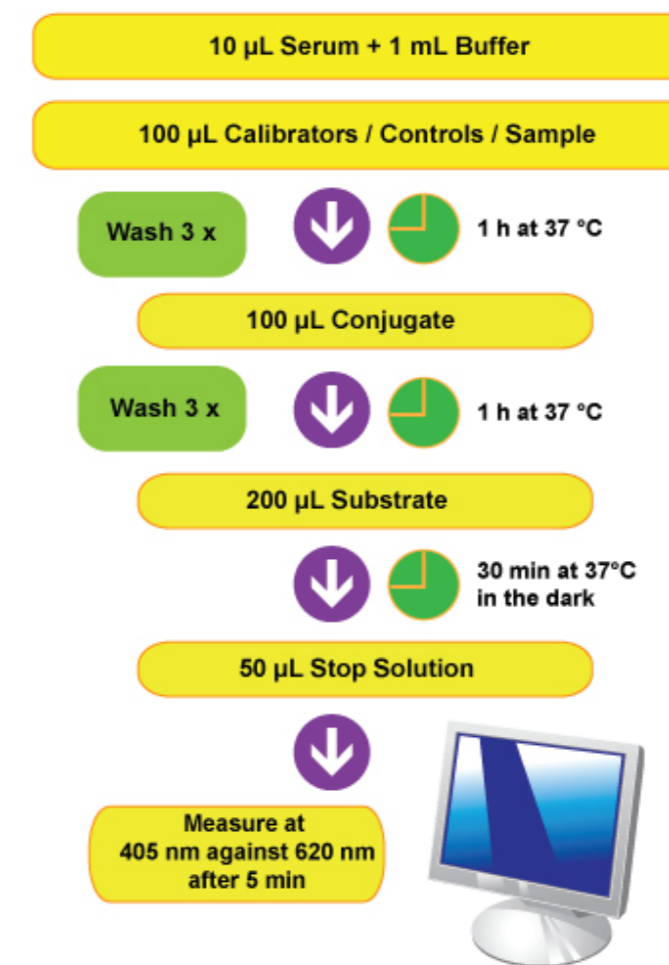 10 µL Serum + 1 mL Buffer
100 µL Calibrators / Controls / Sample
Wash 3 x
1 h at 37 °C
100 µL Conjugate
Wash 3 x
1 h at 37 °C
200 µL Substrate
30 min at 37°C
in the dark
50 µL Stop Solution
Measure at
405 nm against 620 nm
after 5 min